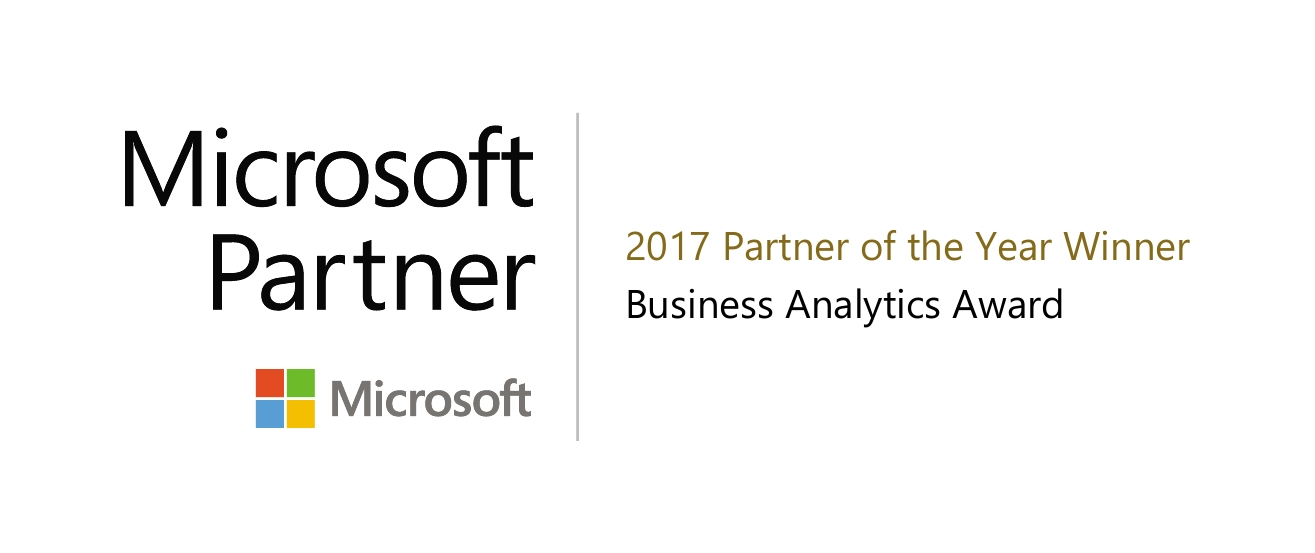 Microsoft
Partner
Microsoft
2017 Partner of the Year Winner
Business Analytics Award